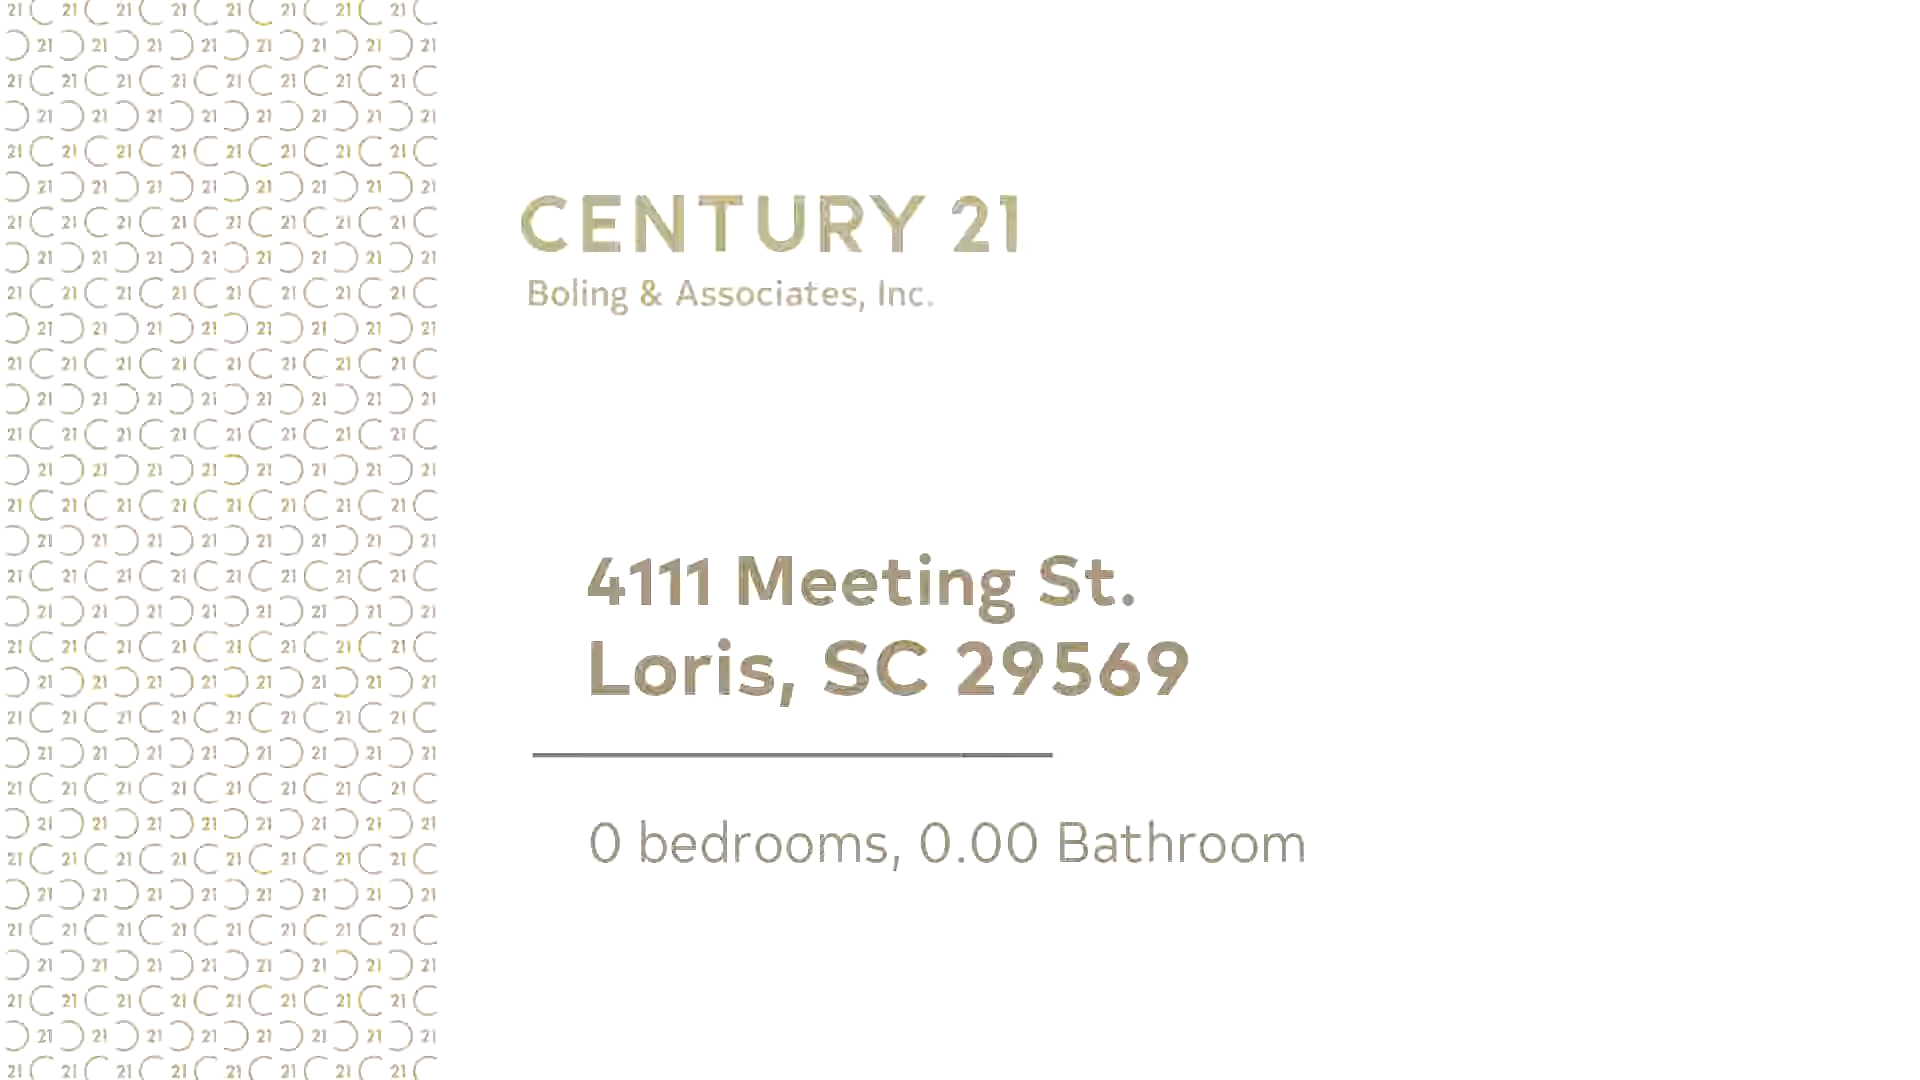 CENTURY 21
Boling & Associates, Inc.
4111 Meeting St.
Loris, SC 29569
0 bedrooms, 0.00 Bathroom